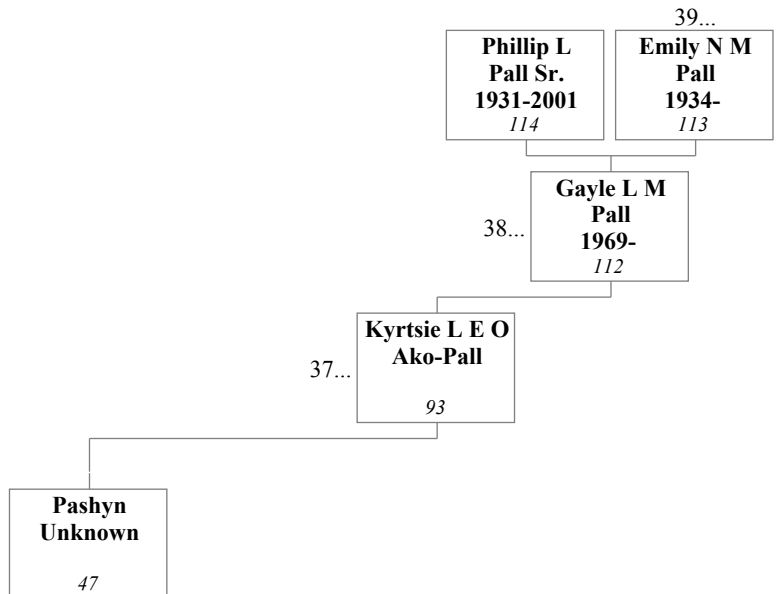 39...
Phillip L
Pall Sr.
1931-2001
114
Emily N M
Pall
1934-
113
Gayle L M
Pall
1969-
112
38...
Kyrtsie L E O
Ako-Pall
93
37...
Pashyn
Unknown
47